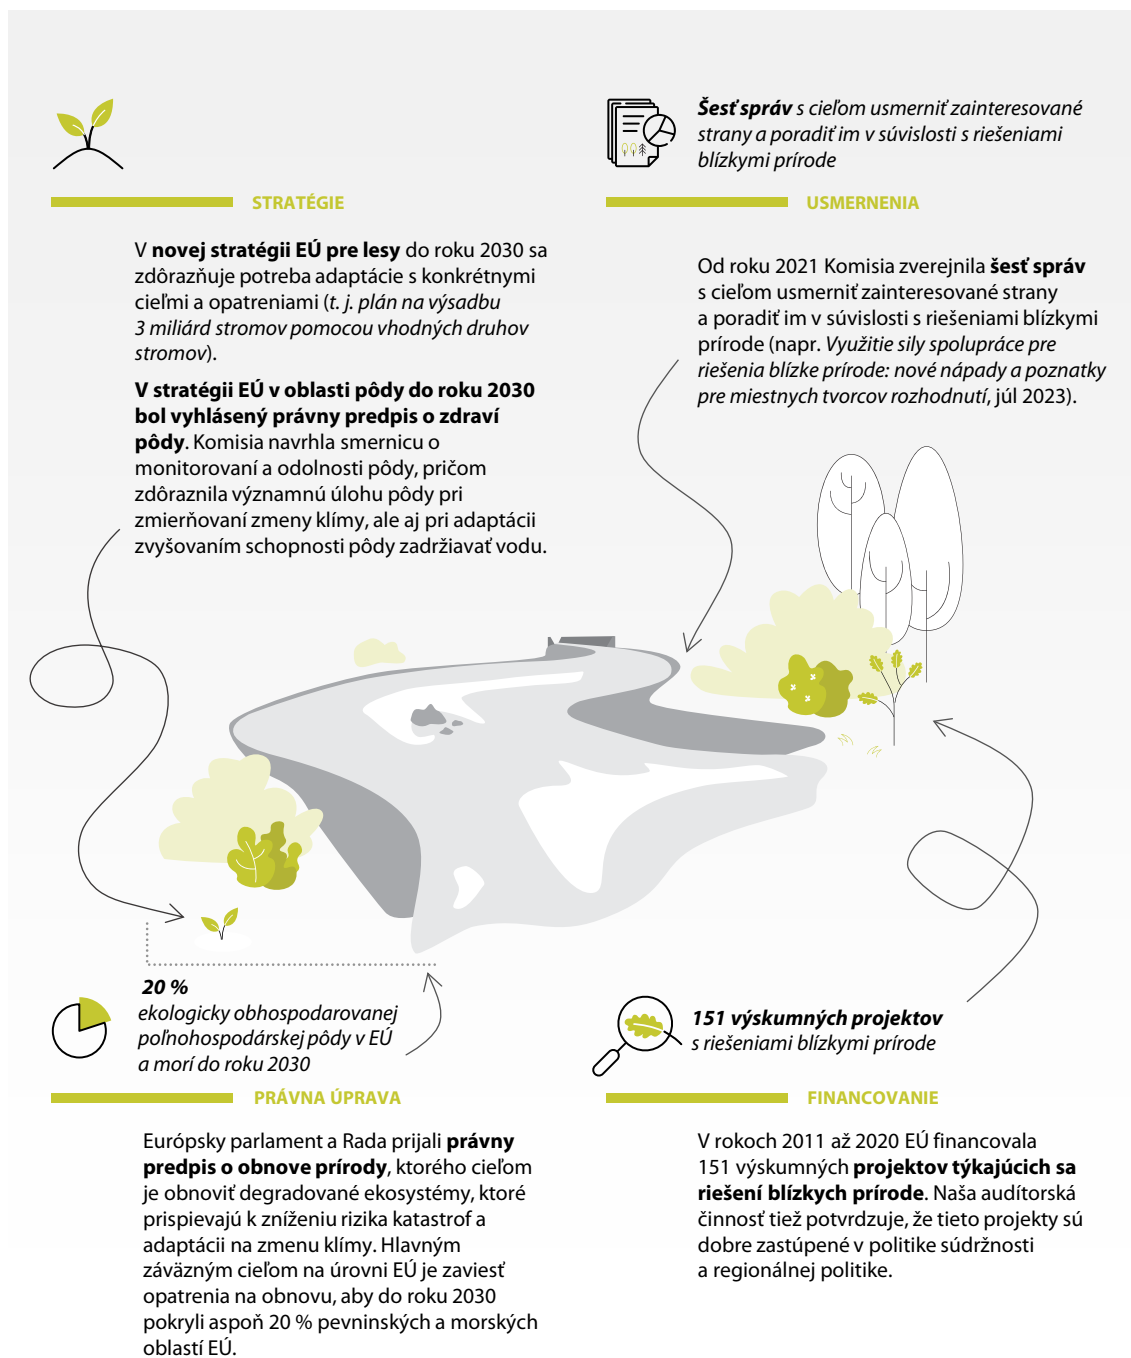 STRATÉGIE
V novej stratégii EÚ pre lesy do roku 2030 sa
zdôrazňuje potreba adaptácie s konkrétnymi
cieľmi a opatreniami (t. j. plán na výsadbu
3 miliárd stromov pomocou vhodných druhov
stromov).
V stratégii EÚ v oblasti pôdy do roku 2030
bol vyhlásený právny predpis o zdraví
pôdy. Komisia navrhla smernicu o
monitorovaní a odolnosti pôdy, pričom
zdôraznila významnú úlohu pôdy pri
zmierňovaní zmeny klímy, ale aj pri adaptácii
zvyšovaním schopnosti pôdy zadržiavať vodu.
Šesť správ s cieľom usmerniť zainteresované
strany a poradiť im v súvislosti s riešeniami
blízkymi prírode
USMERNENIA
Od roku 2021 Komisia zverejnila šesť správ
s cieľom usmerniť zainteresované strany
a poradiť im v súvislosti s riešeniami blízkymi
prírode (napr. Využitie sily spolupráce pre
riešenia blízke prírode: nové nápady a poznatky
pre miestnych tvorcov rozhodnutí, júl 2023).
20 %
ekologicky obhospodarovanej
poľnohospodárskej pôdy v EÚ
a morí do roku 2030
PRÁVNA ÚPRAVA
Európsky parlament a Rada prijali právny
predpis o obnove prírody, ktorého cieľom
je obnoviť degradované ekosystémy, ktoré
prispievajú k zníženiu rizika katastrof a
adaptácii na zmenu klímy. Hlavným
záväzným cieľom na úrovni EÚ je zaviesť
opatrenia na obnovu, aby do roku 2030
pokryli aspoň 20 % pevninských a morských
oblastí EÚ.
151 výskumných projektov
s riešeniami blízkymi prírode
FINANCOVANIE
V rokoch 2011 až 2020 EÚ financovala
151 výskumných projektov týkajúcich sa
riešení blízkych prírode. Naša audítorská
činnosť tiež potvrdzuje, že tieto projekty sú
dobre zastúpené v politike súdržnosti
a regionálnej politike.